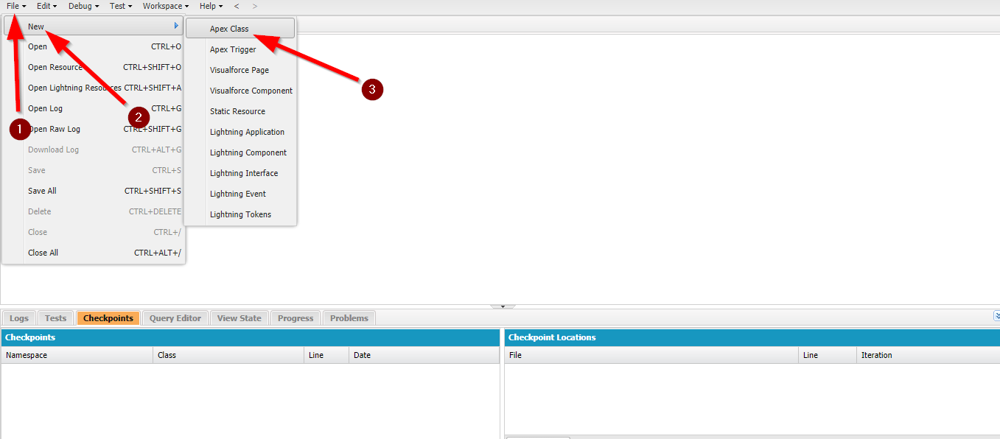 File Edit Debug Test Workspace Help < >
New
Open CTRL+O
Open Resource CTRL+SHIFT+O
Open Lightning Resources CTRL+SHIFT+A
Open Log CTRL+G
Open Raw Log CTRL+SHIFT+G
Download Log CTRL+ALT+G
Save CTRL+S
Save All CTRL+SHIFT+S
Delete CTRL+DELETE
Close CTRL+/
Close All CTRL+ALT+/
Apex Class
Apex Trigger
Visualforce Page
Visualforce Component
Static Resource
Lightning Application
Lightning Component
Lightning Interface
Lightning Event
Lightning Tokens
1
2
3
Logs Tests Checkpoints Query Editor View State Progress Problems
Checkpoints
Namespace Class Line Date
Checkpoint Locations
File Line Iteration